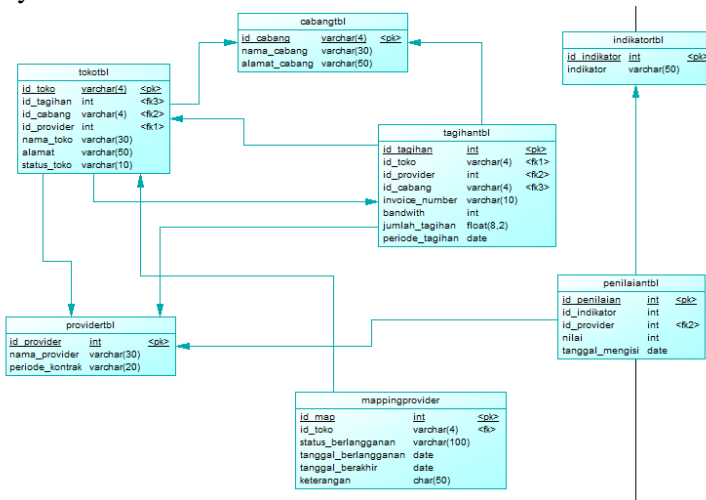 cabangtbl
id_cabang varchar(4) <pk>
nama_cabang varchar(30)
alamat_cabang varchar(50)
indikatortbl
id_indikator int <pk>
indikator varchar(50)
tokotbl
id_toko varchar(4) <pk>
id_tagihan int <fk3>
id_cabang varchar(4) <fk2>
id_provider int <fk1>
nama_toko varchar(30)
alamat varchar(50)
status_toko varchar(10)
tagihantbl
id_tagihan int <pk>
id_toko varchar(4) <fk1>
id_provider int <fk2>
id_cabang varchar(4) <fk3>
invoice_number varchar(10)
bandwith int
jumlah_tagihan float(8,2)
periode_tagihan date
penilaiantbl
id_penilaian int <pk>
id_indikator int
id_provider int <fk2>
nilai int
tanggal_mengisi date
providertbl
id_provider int <pk>
nama_provider varchar(30)
periode_kontrak varchar(20)
mappingprovider
id_map int <pk>
id_toko varchar(4) <fk>
status_berlangganan varchar(100)
tanggal_berlangganan date
tanggal_berakhir date
keterangan char(50)